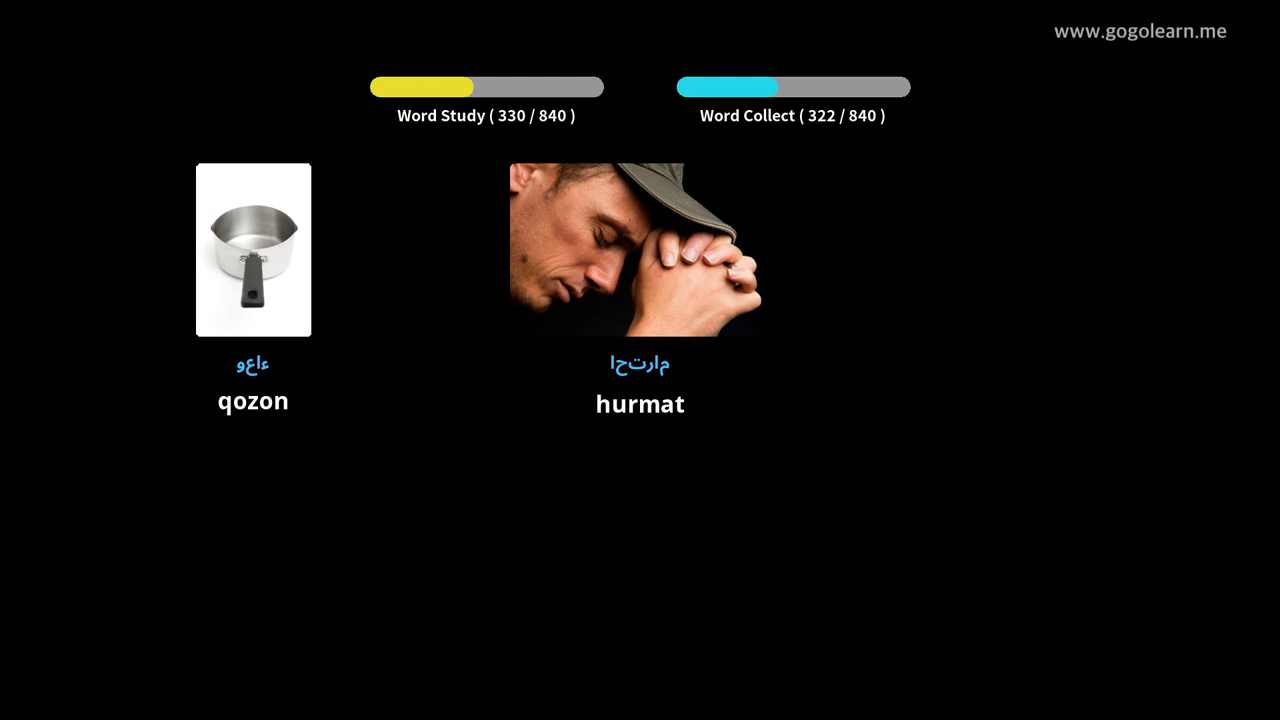 www.gogolearn.me
Word Study ( 330 / 840 )
Word Collect ( 322 / 840 )
وعاء
احترام
qozon
hurmat